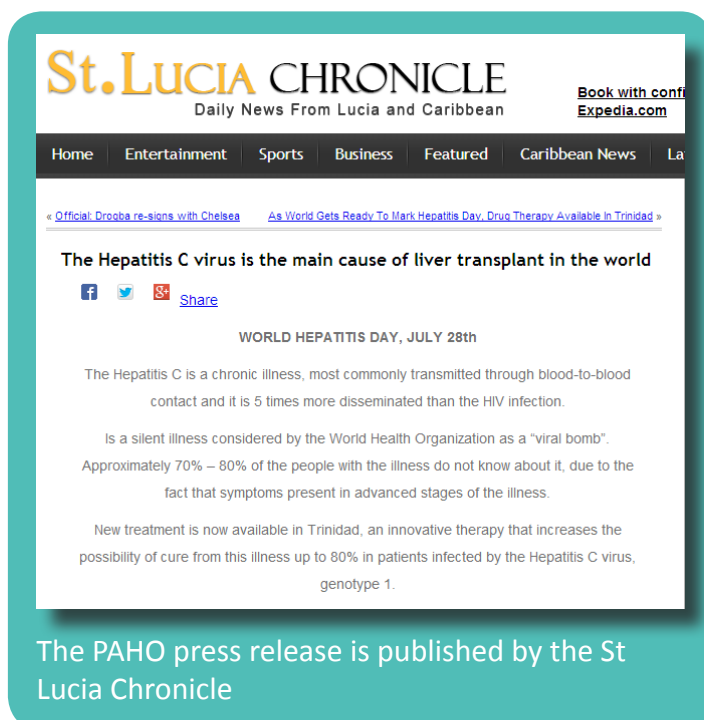 St.Lucia Chronicle
Daily News From Lucia and Caribbean
Book with confi
Expedia.com
Home Entertainment Sports Business Featured Caribbean News La
« Official: Drogba re-signs with Chelsea As World Gets Ready To Mark Hepatitis Day, Drug Therapy Available In Trinidad »
The Hepatitis C virus is the main cause of liver transplant in the world
Share
WORLD HEPATITIS DAY, JULY 28th
The Hepatitis C is a chronic illness, most commonly transmitted through blood-to-blood
contact and it is 5 times more disseminated than the HIV infection.
Is a silent illness considered by the World Health Organization as a “viral bomb”.
Approximately 70% – 80% of the people with the illness do not know about it, due to the
fact that symptoms present in advanced stages of the illness.
New treatment is now available in Trinidad, an innovative therapy that increases the
possibility of cure from this illness up to 80% in patients infected by the Hepatitis C virus,
genotype 1.
The PAHO press release is published by the St
Lucia Chronicle